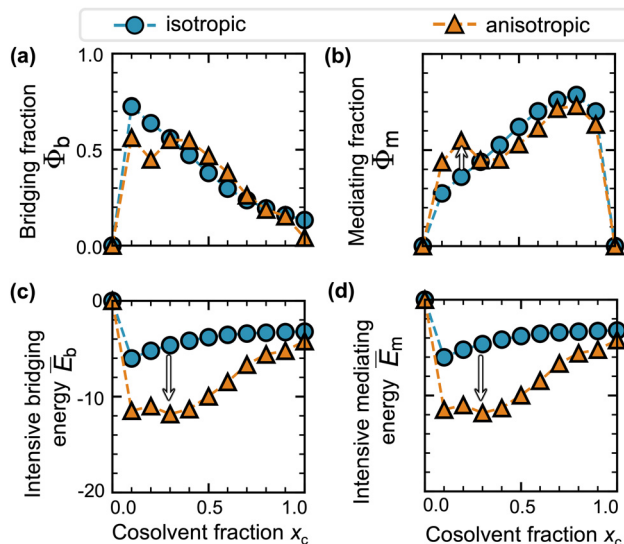 isotropic anisotropic
(a) (b)
1.0
0.5
0.0
Bridging fraction
Φb
Mediating fraction
Φm
(c) (d)
0
-10
-20
Intensive bridging
energy E̅b
Intensive mediating
energy E̅m
0.0 0.5 1.0 0.0 0.5 1.0
Cosolvent fraction xc Cosolvent fraction xc